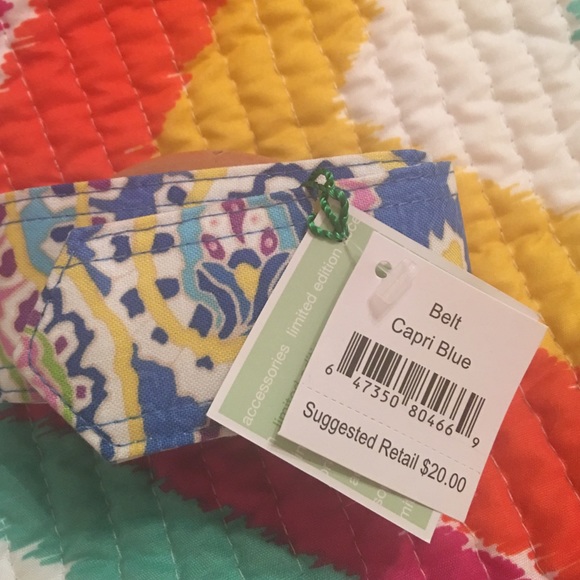 Belt
Capri Blue
6 47350 80466 9
Suggested Retail $20.00
accessories limited edition